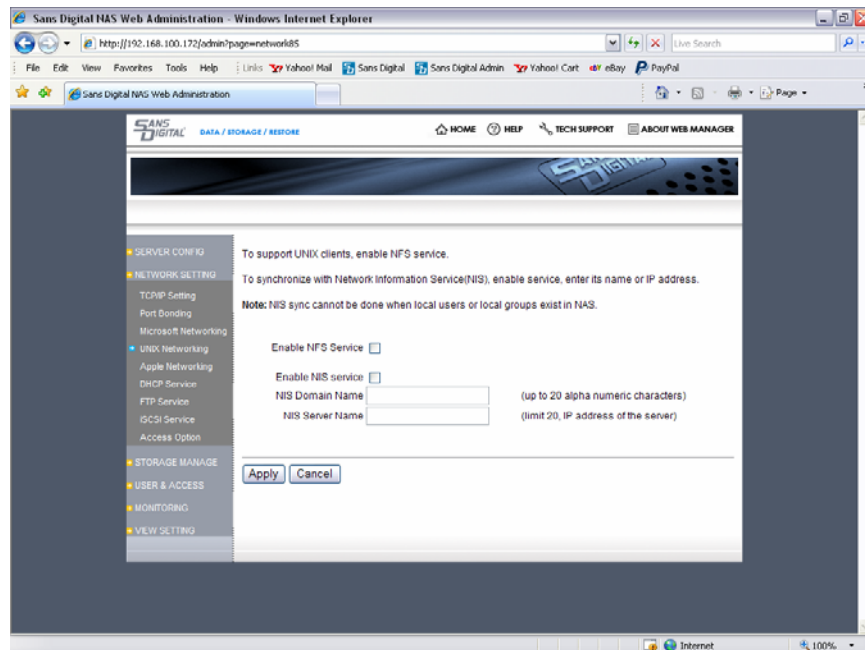 Sans Digital NAS Web Administration - Windows Internet Explorer
http://192.168.100.172/admin?page=network85
Live Search
File Edit View Favorites Tools Help Links Yahoo! Mail Sans Digital Sans Digital Admin Yahoo! Cart eBay PayPal
Sans Digital NAS Web Administration
Page
SANS DIGITAL
DATA / STORAGE / RESTORE
HOME HELP TECH SUPPORT ABOUT WEB MANAGER
SERVER CONFIG
NETWORK SETTING
TCP/IP Setting
Port Bonding
Microsoft Networking
UNIX Networking
Apple Networking
DHCP Service
FTP Service
iSCSI Service
Access Option
STORAGE MANAGE
USER & ACCESS
MONITORING
VIEW SETTING
To support UNIX clients, enable NFS service.
To synchronize with Network Information Service(NIS), enable service, enter its name or IP address.
Note: NIS sync cannot be done when local users or local groups exist in NAS.
Enable NFS Service
Enable NIS service
NIS Domain Name (up to 20 alpha numeric characters)
NIS Server Name (limit 20, IP address of the server)
Apply Cancel
Internet 100%